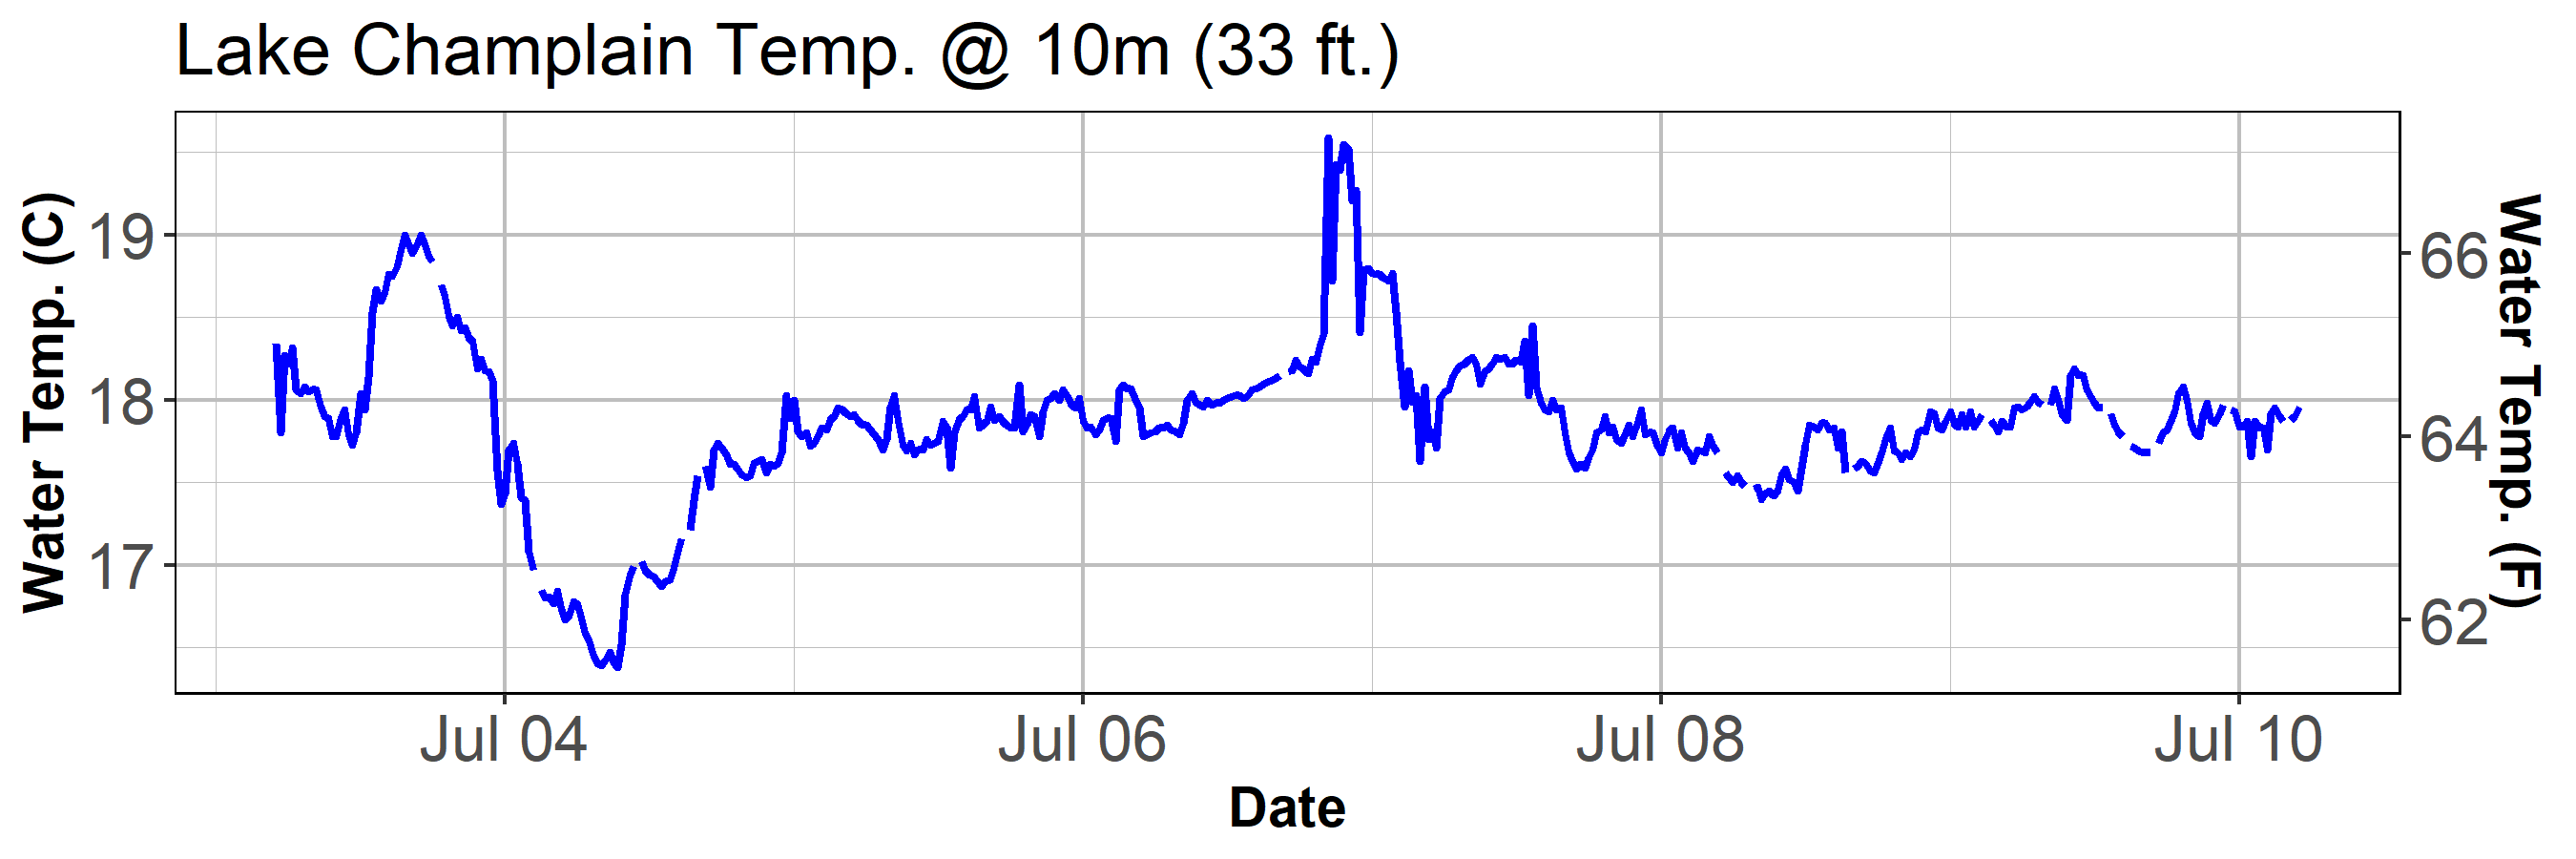 Lake Champlain Temp. @ 10m (33 ft.)
Water Temp. (C)
19
18
17
66
64
62
Water Temp. (F)
Jul 04
Jul 06
Jul 08
Jul 10
Date